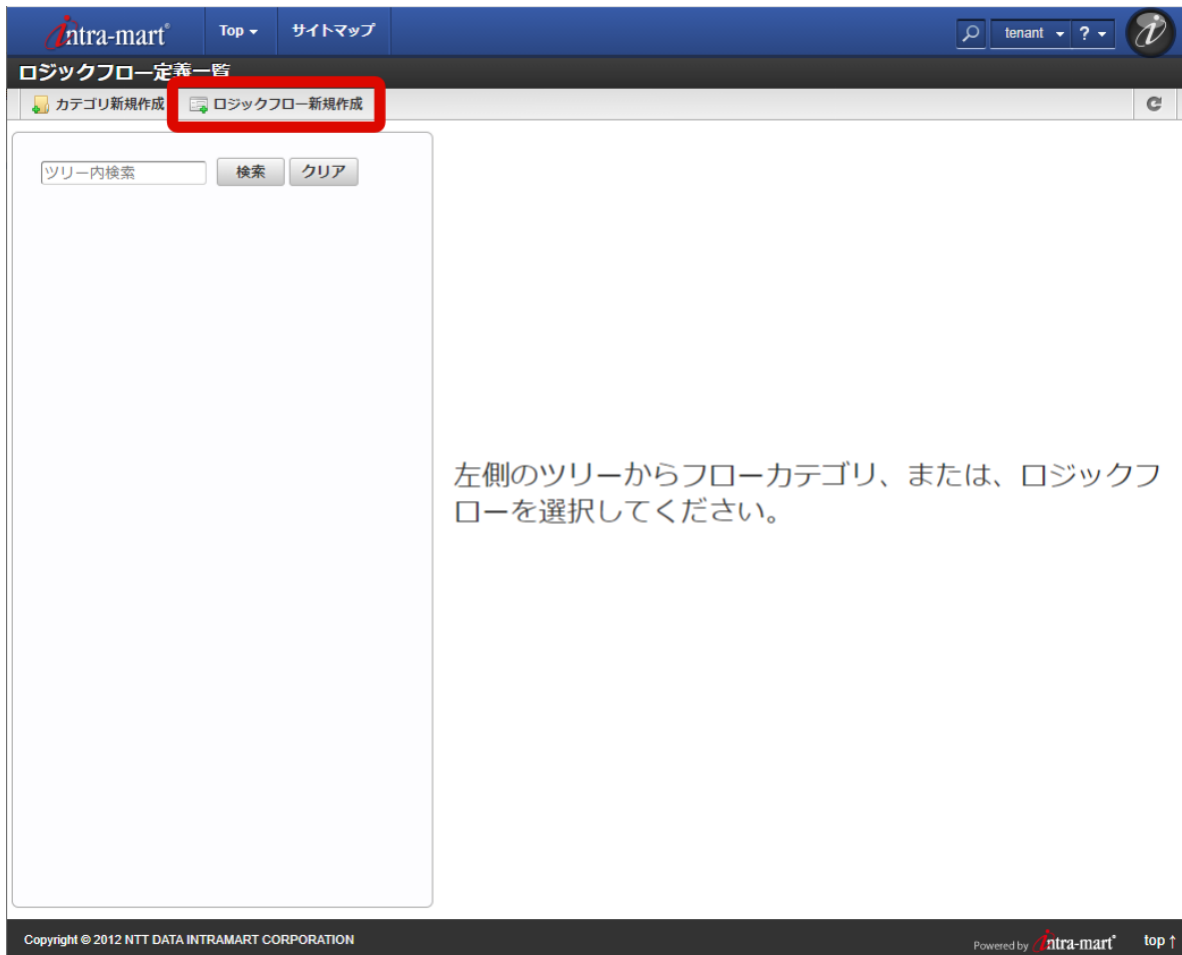 intra-mart® Top サイトマップ tenant ?
ロジックフロー定義一覧
カテゴリ新規作成 ロジックフロー新規作成
ツリー内検索 検索 クリア
左側のツリーからフローカテゴリ、または、ロジックフ
ローを選択してください。
Copyright © 2012 NTT DATA INTRAMART CORPORATION Powered by intra-mart® top ↑